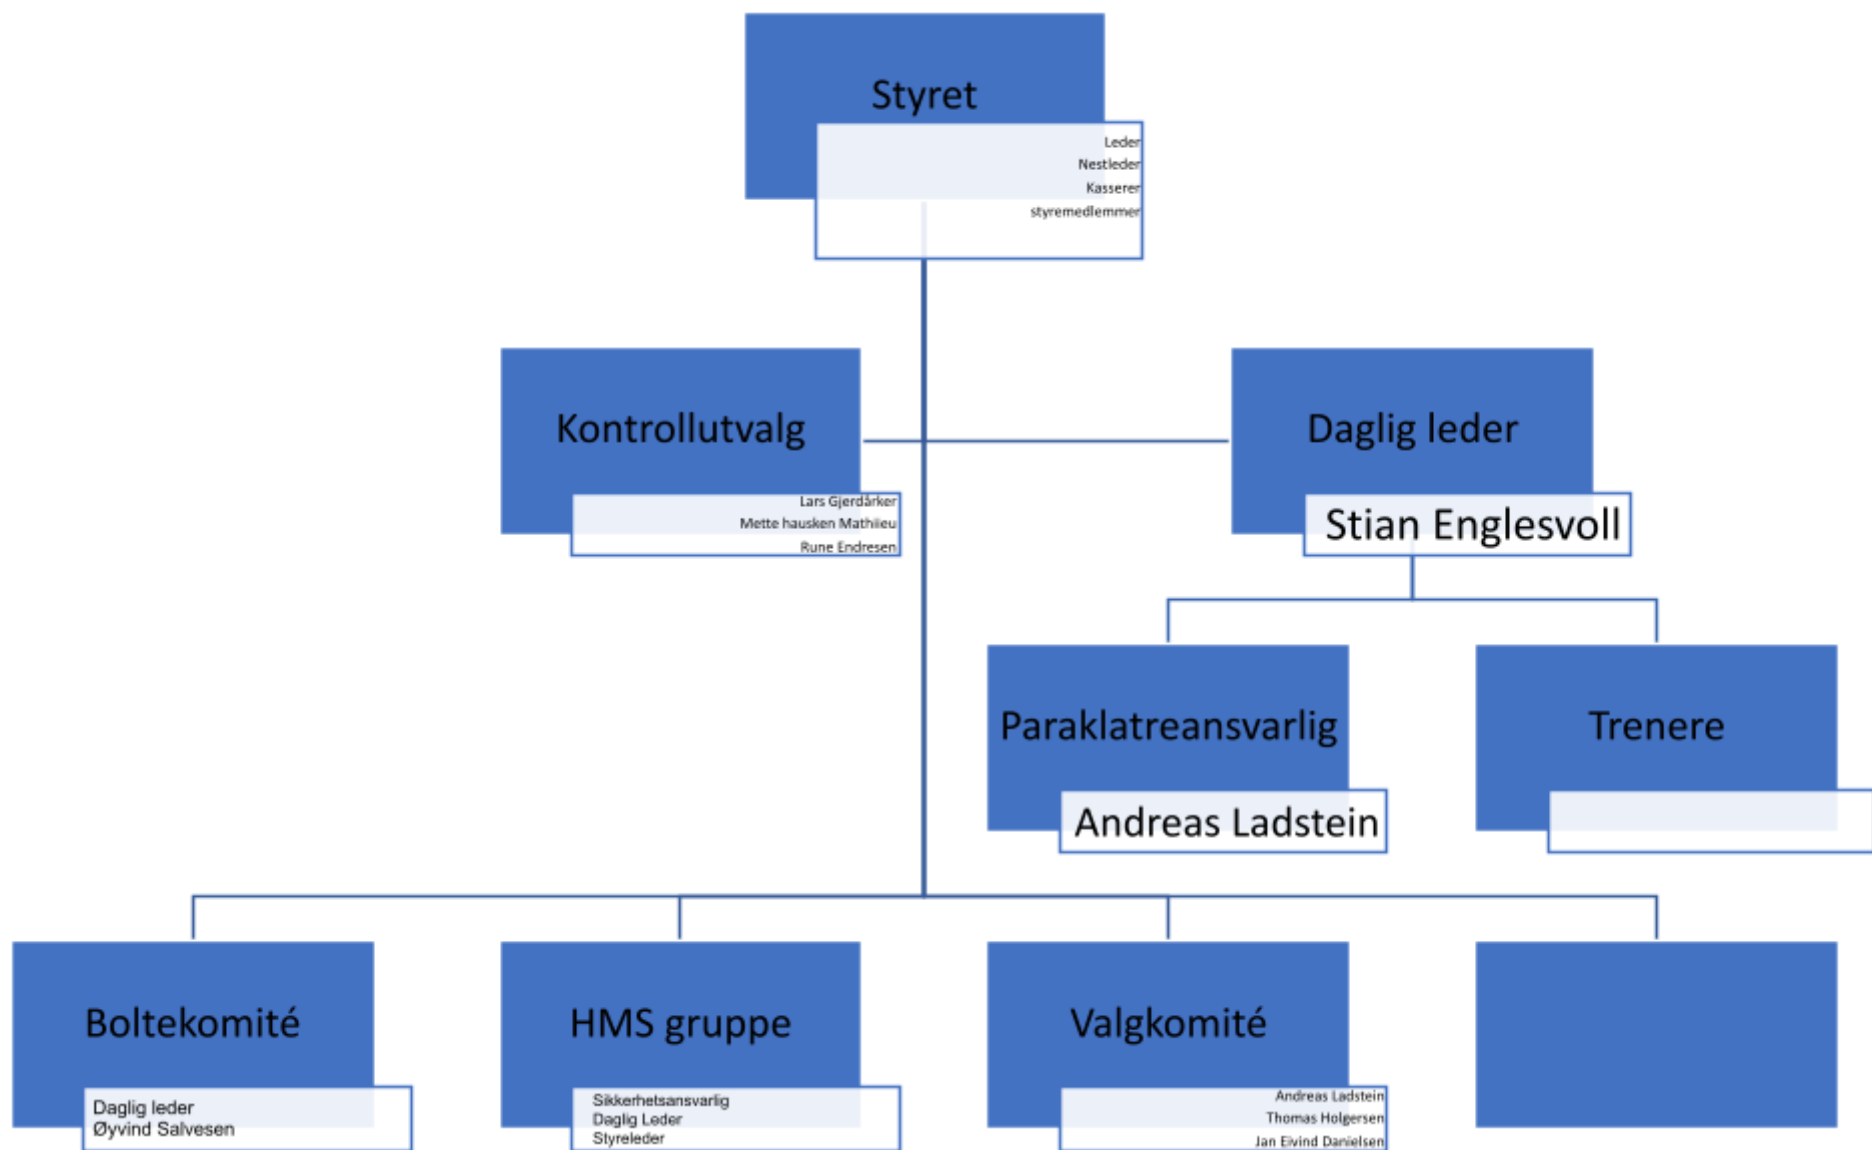 Styret
Leder
Nestleder
Kasserer
styremedlemmer
Kontrollutvalg
Lars Gjerdårker
Mette hausken Mathiieu
Rune Endresen
Daglig leder
Stian Englesvoll
Paraklatreansvarlig
Andreas Ladstein
Trenere
Boltekomité
Daglig leder
Øyvind Salvesen
HMS gruppe
Sikkerhetsansvarlig
Daglig Leder
Styreleder
Valgkomité
Andreas Ladstein
Thomas Holgersen
Jan Eivind Danielsen